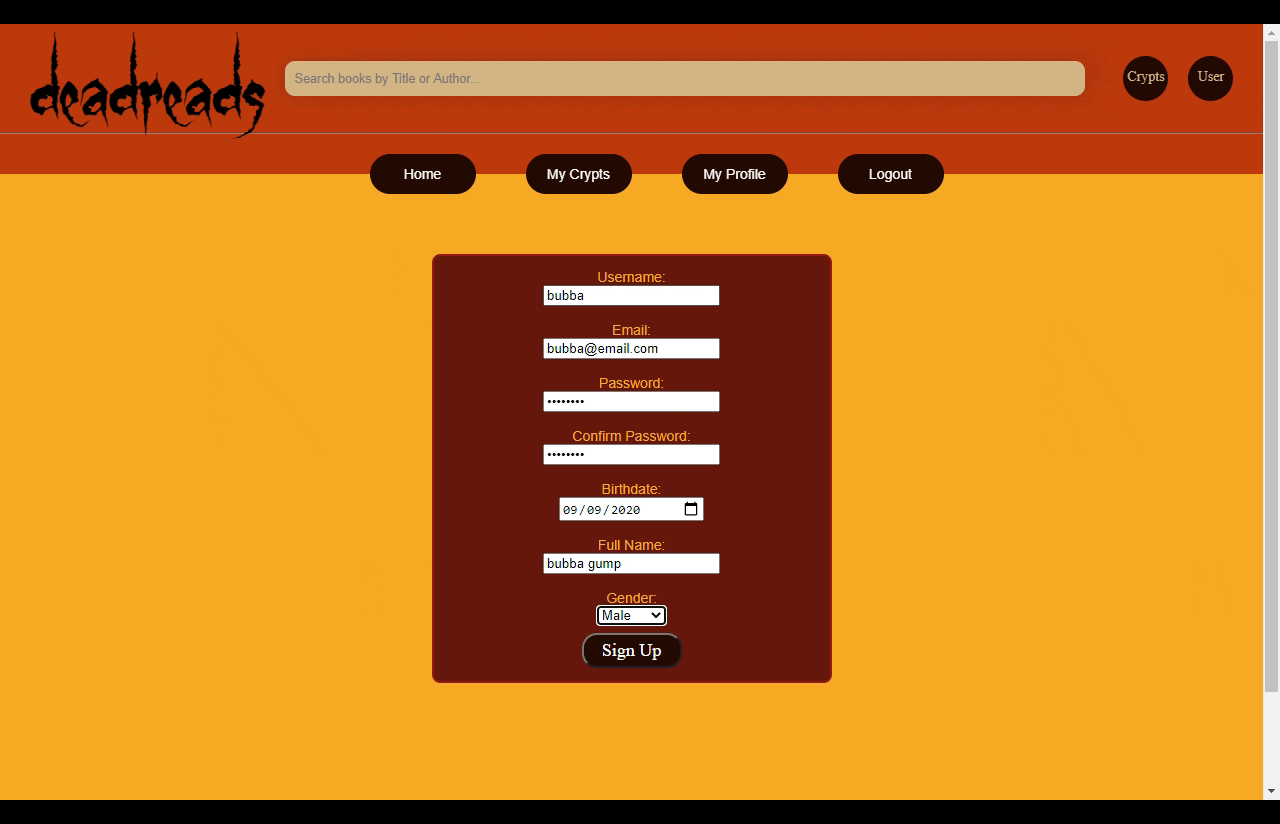 deadreads
Search books by Title or Author...
Crypts
User
Home
My Crypts
My Profile
Logout
Username:
bubba
Email:
bubba@email.com
Password:
••••••••
Confirm Password:
••••••••
Birthdate:
09/09/2020
Full Name:
bubba gump
Gender:
Male
Sign Up